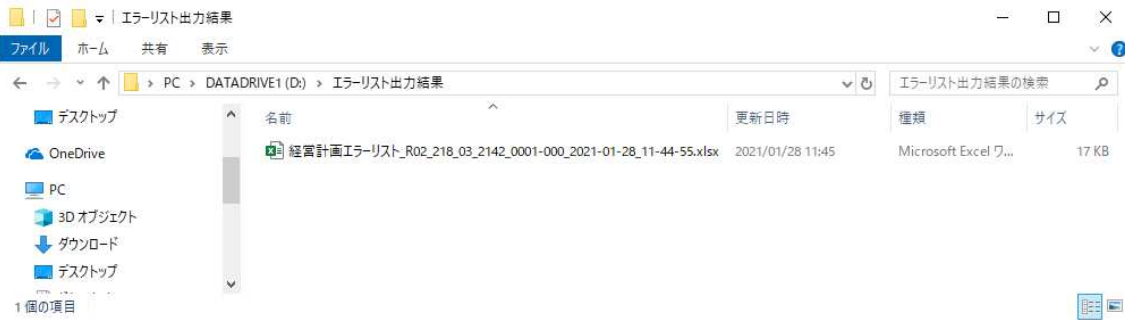 エラーリスト出力結果
ファイル ホーム 共有 表示
PC > DATADRIVE1 (D:) > エラーリスト出力結果 エラーリスト出力結果の検索
デスクトップ
OneDrive
PC
3D オブジェクト
ダウンロード
デスクトップ
名前 更新日時 種類 サイズ
経営計画エラーリスト_R02_218_03_2142_0001-000_2021-01-28_11-44-55.xlsx 2021/01/28 11:45 Microsoft Excel ワ... 17 KB
1 個の項目